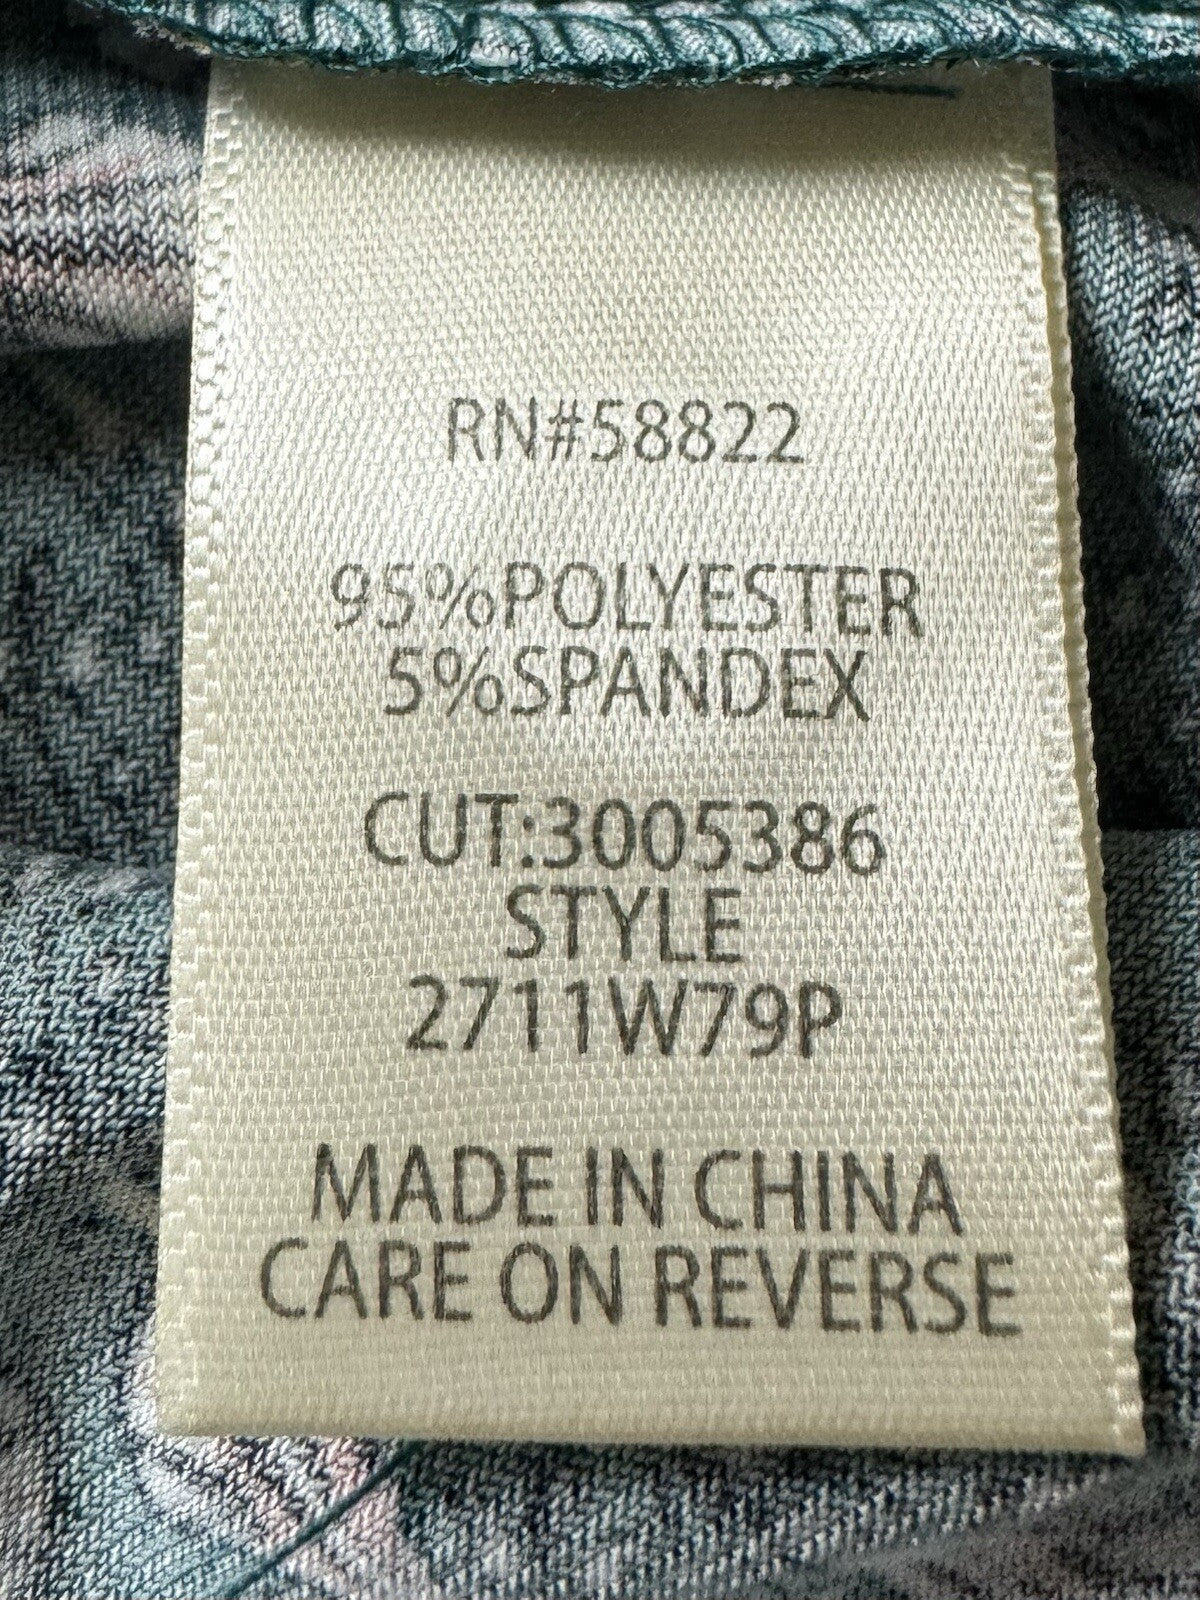 RN#58822
95%POLYESTER
5%SPANDEX
CUT:3005386
STYLE
2711W79P
MADE IN CHINA
CARE ON REVERSE